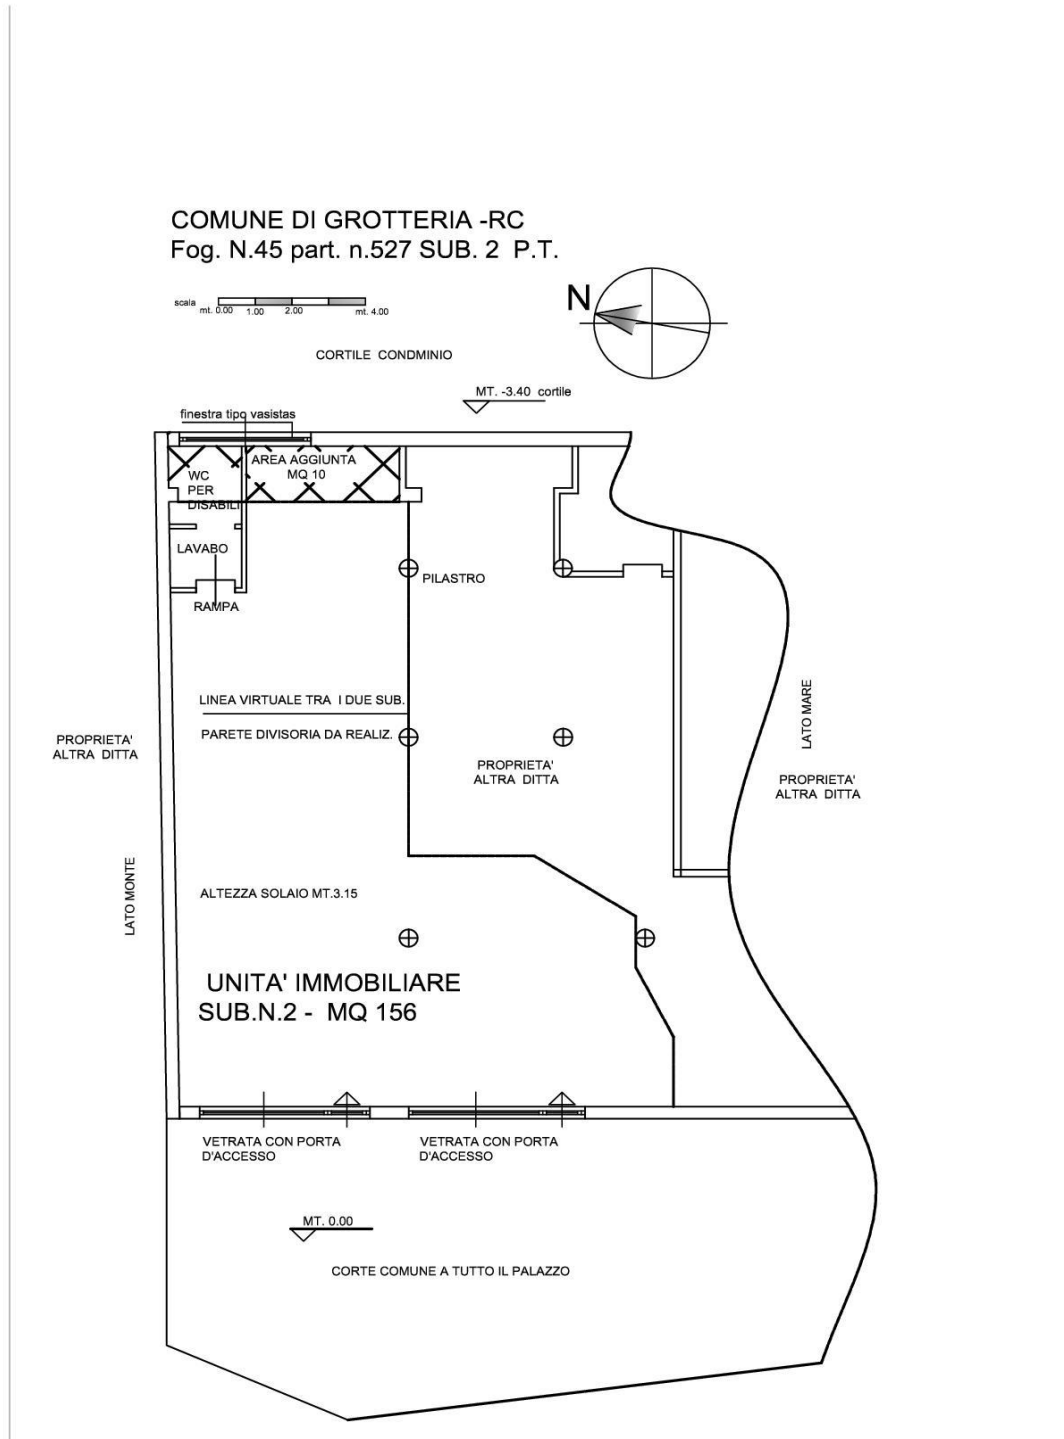 COMUNE DI GROTTERIA -RC
Fog. N.45 part. n.527 SUB. 2 P.T.
scala
mt. 0.00 1.00 2.00 mt. 4.00
N
CORTILE CONDMINIO
MT. -3.40 cortile
finestra tipo vasistas
AREA AGGIUNTA
MQ 10
WC
PER
DISABILI
LAVABO
RAMPA
PILASTRO
LINEA VIRTUALE TRA I DUE SUB.
PARETE DIVISORIA DA REALIZ.
PROPRIETA'
ALTRA DITTA
PROPRIETA'
ALTRA DITTA
LATO MARE
PROPRIETA'
ALTRA DITTA
LATO MONTE
ALTEZZA SOLAIO MT.3.15
UNITA' IMMOBILIARE
SUB.N.2 - MQ 156
VETRATA CON PORTA
D'ACCESSO
VETRATA CON PORTA
D'ACCESSO
MT. 0.00
CORTE COMUNE A TUTTO IL PALAZZO